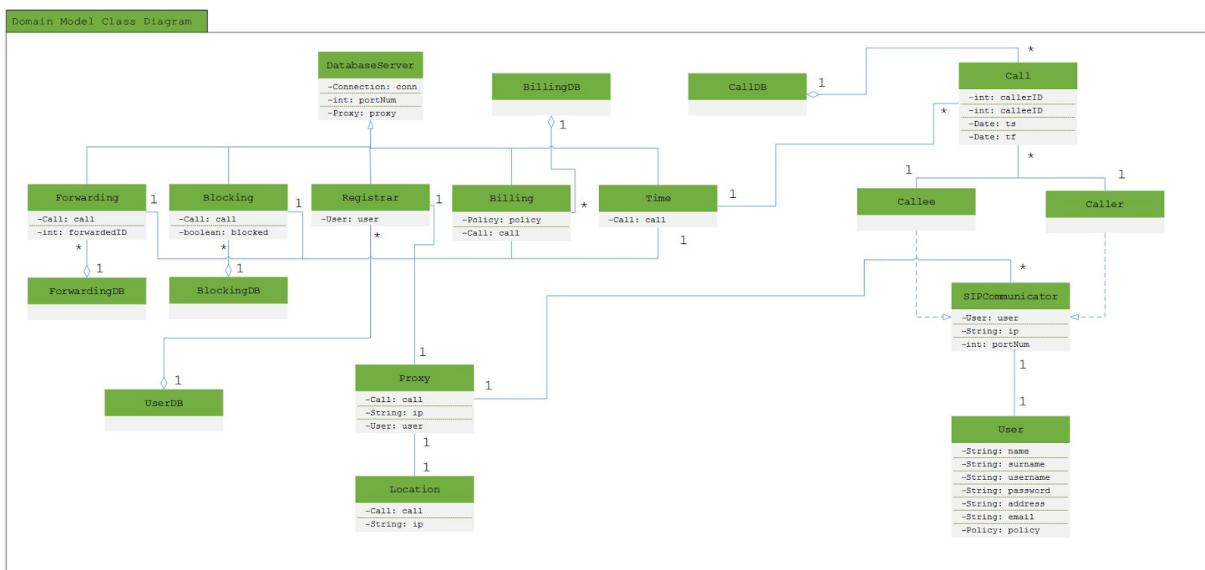 Domain Model Class Diagram
DatabaseServer
-Connection: conn
-int: portNum
-Proxy: proxy
BillingDB
1
CallDB
1
*
Call
-int: callerID
-int: calleeID
-Date: ts
-Date: tf
*
*
Forwarding
-Call: call
-int: forwardedID
1
*
Blocking
-Call: call
-boolean: blocked
1
*
Registrar
-User: user
1
*
Billing
-Policy: policy
-Call: call
*
Time
-Call: call
1
1
1
Callee
1
Caller
1
ForwardingDB
1
BlockingDB
*
SIPCommunicator
-User: user
-String: ip
-int: portNum
1
1
UserDB
1
Proxy
-Call: call
-String: ip
-User: user
1
1
1
Location
-Call: call
-String: ip
1
User
-String: name
-String: surname
-String: username
-String: password
-String: address
-String: email
-Policy: policy